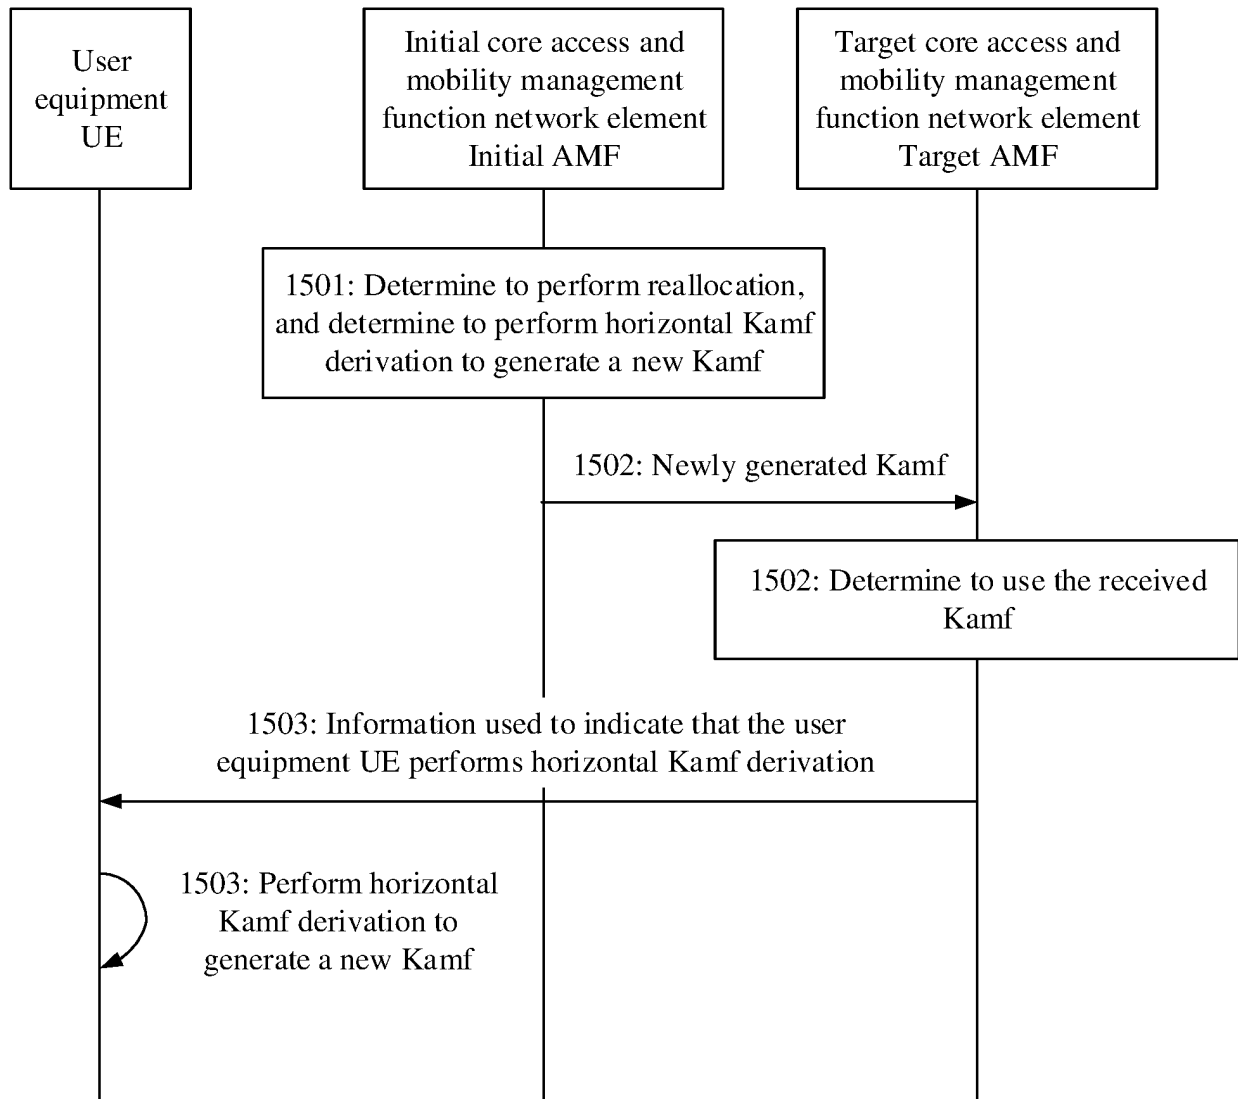 User
equipment
UE
Initial core access and
mobility management
function network element
Initial AMF
Target core access and
mobility management
function network element
Target AMF
1501: Determine to perform reallocation,
and determine to perform horizontal Kamf
derivation to generate a new Kamf
1502: Newly generated Kamf
1502: Determine to use the received
Kamf
1503: Information used to indicate that the user
equipment UE performs horizontal Kamf derivation
1503: Perform horizontal
Kamf derivation to
generate a new Kamf